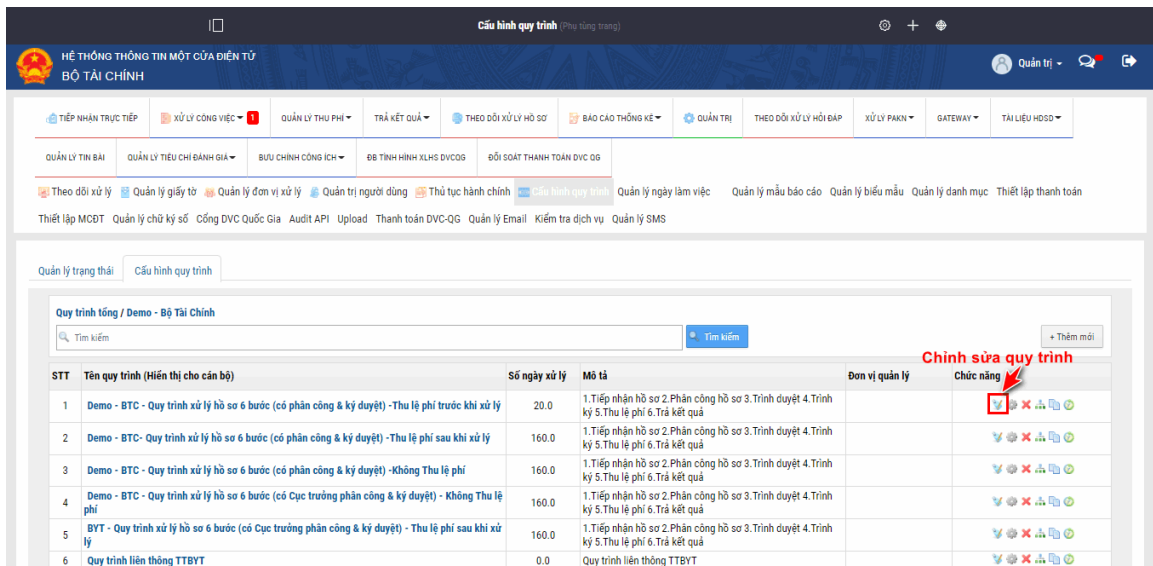 Cấu hình quy trình (Phụ tùng trang)
HỆ THỐNG THÔNG TIN MỘT CỬA ĐIỆN TỬ
BỘ TÀI CHÍNH
Quản trị
TIẾP NHẬN TRỰC TIẾP XỬ LÝ CÔNG VIỆC 1 QUẢN LÝ THU PHÍ TRẢ KẾT QUẢ THEO DÕI XỬ LÝ HỒ SƠ BÁO CÁO THỐNG KÊ QUẢN TRỊ THEO DÕI XỬ LÝ HỎI ĐÁP XỬ LÝ PAKN GATEWAY TÀI LIỆU HDSD
QUẢN LÝ TIN BÀI QUẢN LÝ TIÊU CHÍ ĐÁNH GIÁ BƯU CHÍNH CÔNG ÍCH ĐB TÌNH HÌNH XLHS DVCQG ĐỐI SOÁT THANH TOÁN DVC QG
Theo dõi xử lý Quản lý giấy tờ Quản lý đơn vị xử lý Quản trị người dùng Thủ tục hành chính Cấu hình quy trình Quản lý ngày làm việc Quản lý mẫu báo cáo Quản lý biểu mẫu Quản lý danh mục Thiết lập thanh toán
Thiết lập MCĐT Quản lý chữ ký số Cổng DVC Quốc Gia Audit API Upload Thanh toán DVC-QG Quản lý Email Kiểm tra dịch vụ Quản lý SMS
Quản lý trạng thái Cấu hình quy trình
Quy trình tổng / Demo - Bộ Tài Chính
Tìm kiếm Tìm kiếm + Thêm mới
Chỉnh sửa quy trình
STT Tên quy trình (Hiển thị cho cán bộ) Số ngày xử lý Mô tả Đơn vị quản lý Chức năng
1 Demo - BTC - Quy trình xử lý hồ sơ 6 bước (có phân công & ký duyệt) -Thu lệ phí trước khi xử lý 20.0 1.Tiếp nhận hồ sơ 2.Phân công hồ sơ 3.Trình duyệt 4.Trình
ký 5.Thu lệ phí 6.Trả kết quả
2 Demo - BTC- Quy trình xử lý hồ sơ 6 bước (có phân công & ký duyệt) -Thu lệ phí sau khi xử lý 160.0 1.Tiếp nhận hồ sơ 2.Phân công hồ sơ 3.Trình duyệt 4.Trình
ký 5.Thu lệ phí 6.Trả kết quả
3 Demo - BTC - Quy trình xử lý hồ sơ 6 bước (có phân công & ký duyệt) -Không Thu lệ phí 160.0 1.Tiếp nhận hồ sơ 2.Phân công hồ sơ 3.Trình duyệt 4.Trình
ký 5.Thu lệ phí 6.Trả kết quả
4 Demo - BTC - Quy trình xử lý hồ sơ 6 bước (có Cục trưởng phân công & ký duyệt) - Không Thu lệ 160.0 1.Tiếp nhận hồ sơ 2.Phân công hồ sơ 3.Trình duyệt 4.Trình
phí ký 5.Thu lệ phí 6.Trả kết quả
5 BYT - Quy trình xử lý hồ sơ 6 bước (có Cục trưởng phân công & ký duyệt) - Thu lệ phí sau khi xử 160.0 1.Tiếp nhận hồ sơ 2.Phân công hồ sơ 3.Trình duyệt 4.Trình
lý ký 5.Thu lệ phí 6.Trả kết quả
6 Quy trình liên thông TTBYT 0.0 Quy trình liên thông TTBYT